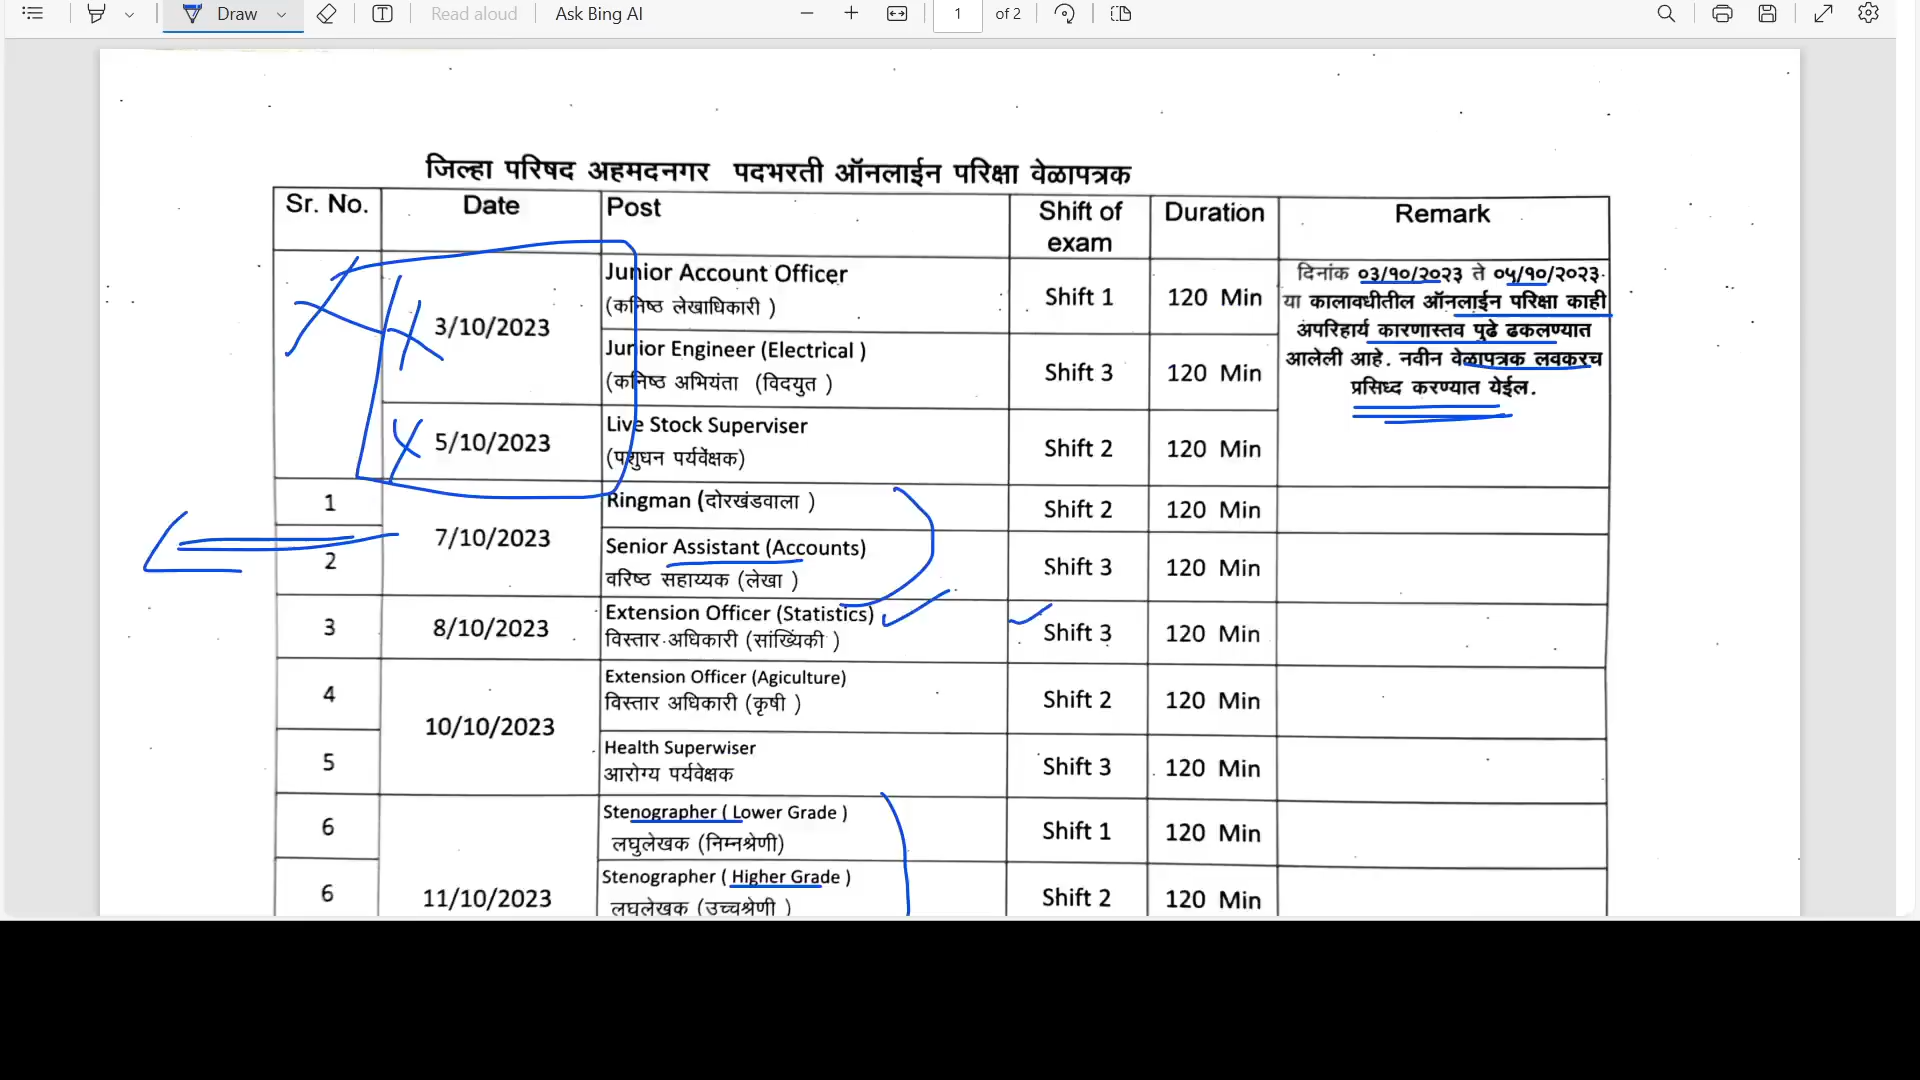 Draw
Read aloud
Ask Bing AI
1 of 2
जिल्हा परिषद अहमदनगर पदभरती ऑनलाईन परिक्षा वेळापत्रक
Sr. No. Date Post Shift of exam Duration Remark
3/10/2023
Junior Account Officer
(कनिष्ठ लेखाधिकारी )
Shift 1 120 Min
Junior Engineer (Electrical )
(कनिष्ठ अभियंता (विदयुत )
Shift 3 120 Min
5/10/2023
Live Stock Superviser
(पशुधन पर्यवेक्षक)
Shift 2 120 Min
दिनांक ०३/१०/२०२३ ते ०५/१०/२०२३
या कालावधीतील ऑनलाईन परिक्षा काही
अपरिहार्य कारणास्तव पुढे ढकलण्यात
आलेली आहे. नवीन वेळापत्रक लवकरच
प्रसिध्द करण्यात येईल.
1 7/10/2023 Ringman (दोरखंडवाला ) Shift 2 120 Min
2 Senior Assistant (Accounts)
वरिष्ठ सहाय्यक (लेखा )
Shift 3 120 Min
3 8/10/2023 Extension Officer (Statistics)
विस्तार अधिकारी (सांख्यिंकी )
Shift 3 120 Min
4 10/10/2023 Extension Officer (Agiculture)
विस्तार अधिकारी (कृषी )
Shift 2 120 Min
5 Health Superwiser
आरोग्य पर्यवेक्षक
Shift 3 120 Min
6 11/10/2023 Stenographer ( Lower Grade )
लघुलेखक (निम्नश्रेणी)
Shift 1 120 Min
6 Stenographer ( Higher Grade )
लघुलेखक (उच्चश्रेणी )
Shift 2 120 Min